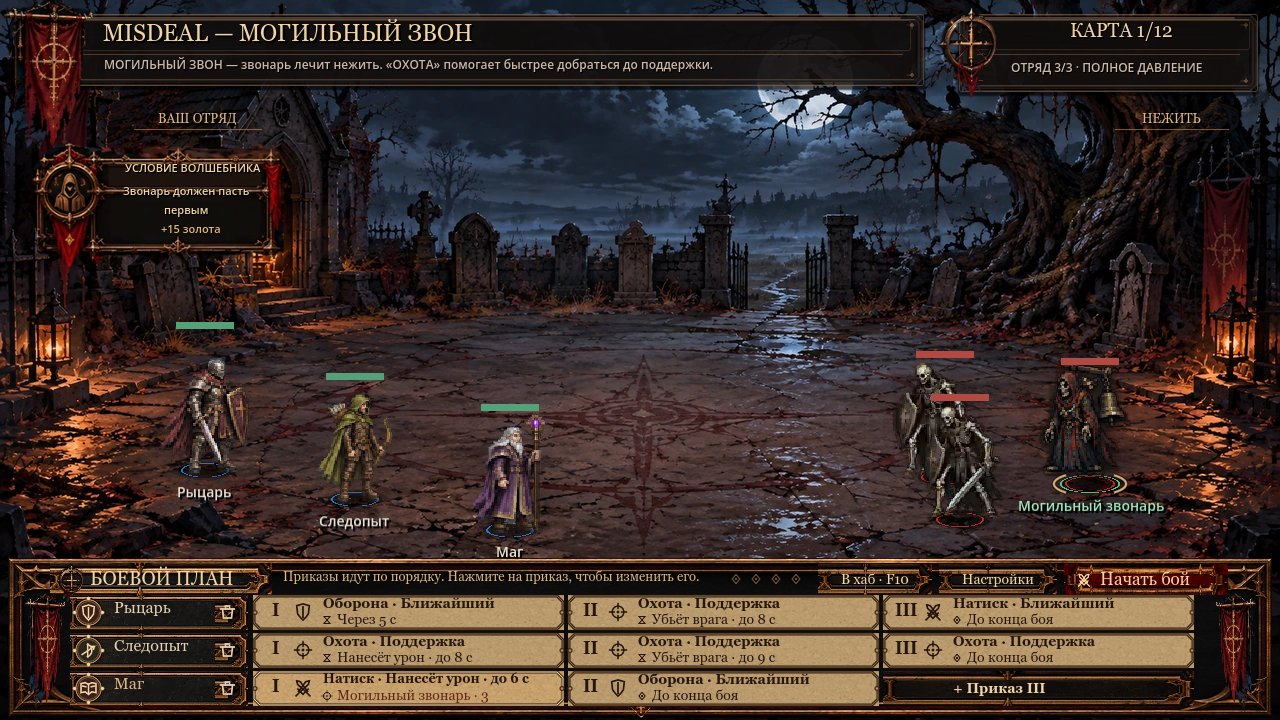 MISDEAL — МОГИЛЬНЫЙ ЗВОН
МОГИЛЬНЫЙ ЗВОН — звонарь лечит нежить. «ОХОТА» помогает быстрее добраться до поддержки.
КАРТА 1/12
ОТРЯД 3/3 · ПОЛНОЕ ДАВЛЕНИЕ
ВАШ ОТРЯД
НЕЖИТЬ
УСЛОВИЕ ВОЛШЕБНИКА
Звонарь должен пасть
первым
+15 золота
Рыцарь
Следопыт
Маг
Могильный звонарь
БОЕВОЙ ПЛАН
Приказы идут по порядку. Нажмите на приказ, чтобы изменить его.
В хаб · F10
Настройки
Начать бой
Рыцарь
I
Оборона · Ближайший
Через 5 с
II
Охота · Поддержка
Убьёт врага · до 8 с
III
Натиск · Ближайший
До конца боя
Следопыт
I
Охота · Поддержка
Нанесёт урон · до 8 с
II
Охота · Поддержка
Убьёт врага · до 9 с
III
Охота · Поддержка
До конца боя
Маг
I
Натиск · Нанесёт урон · до 6 с
Могильный звонарь · 3
II
Оборона · Ближайший
До конца боя
+ Приказ III